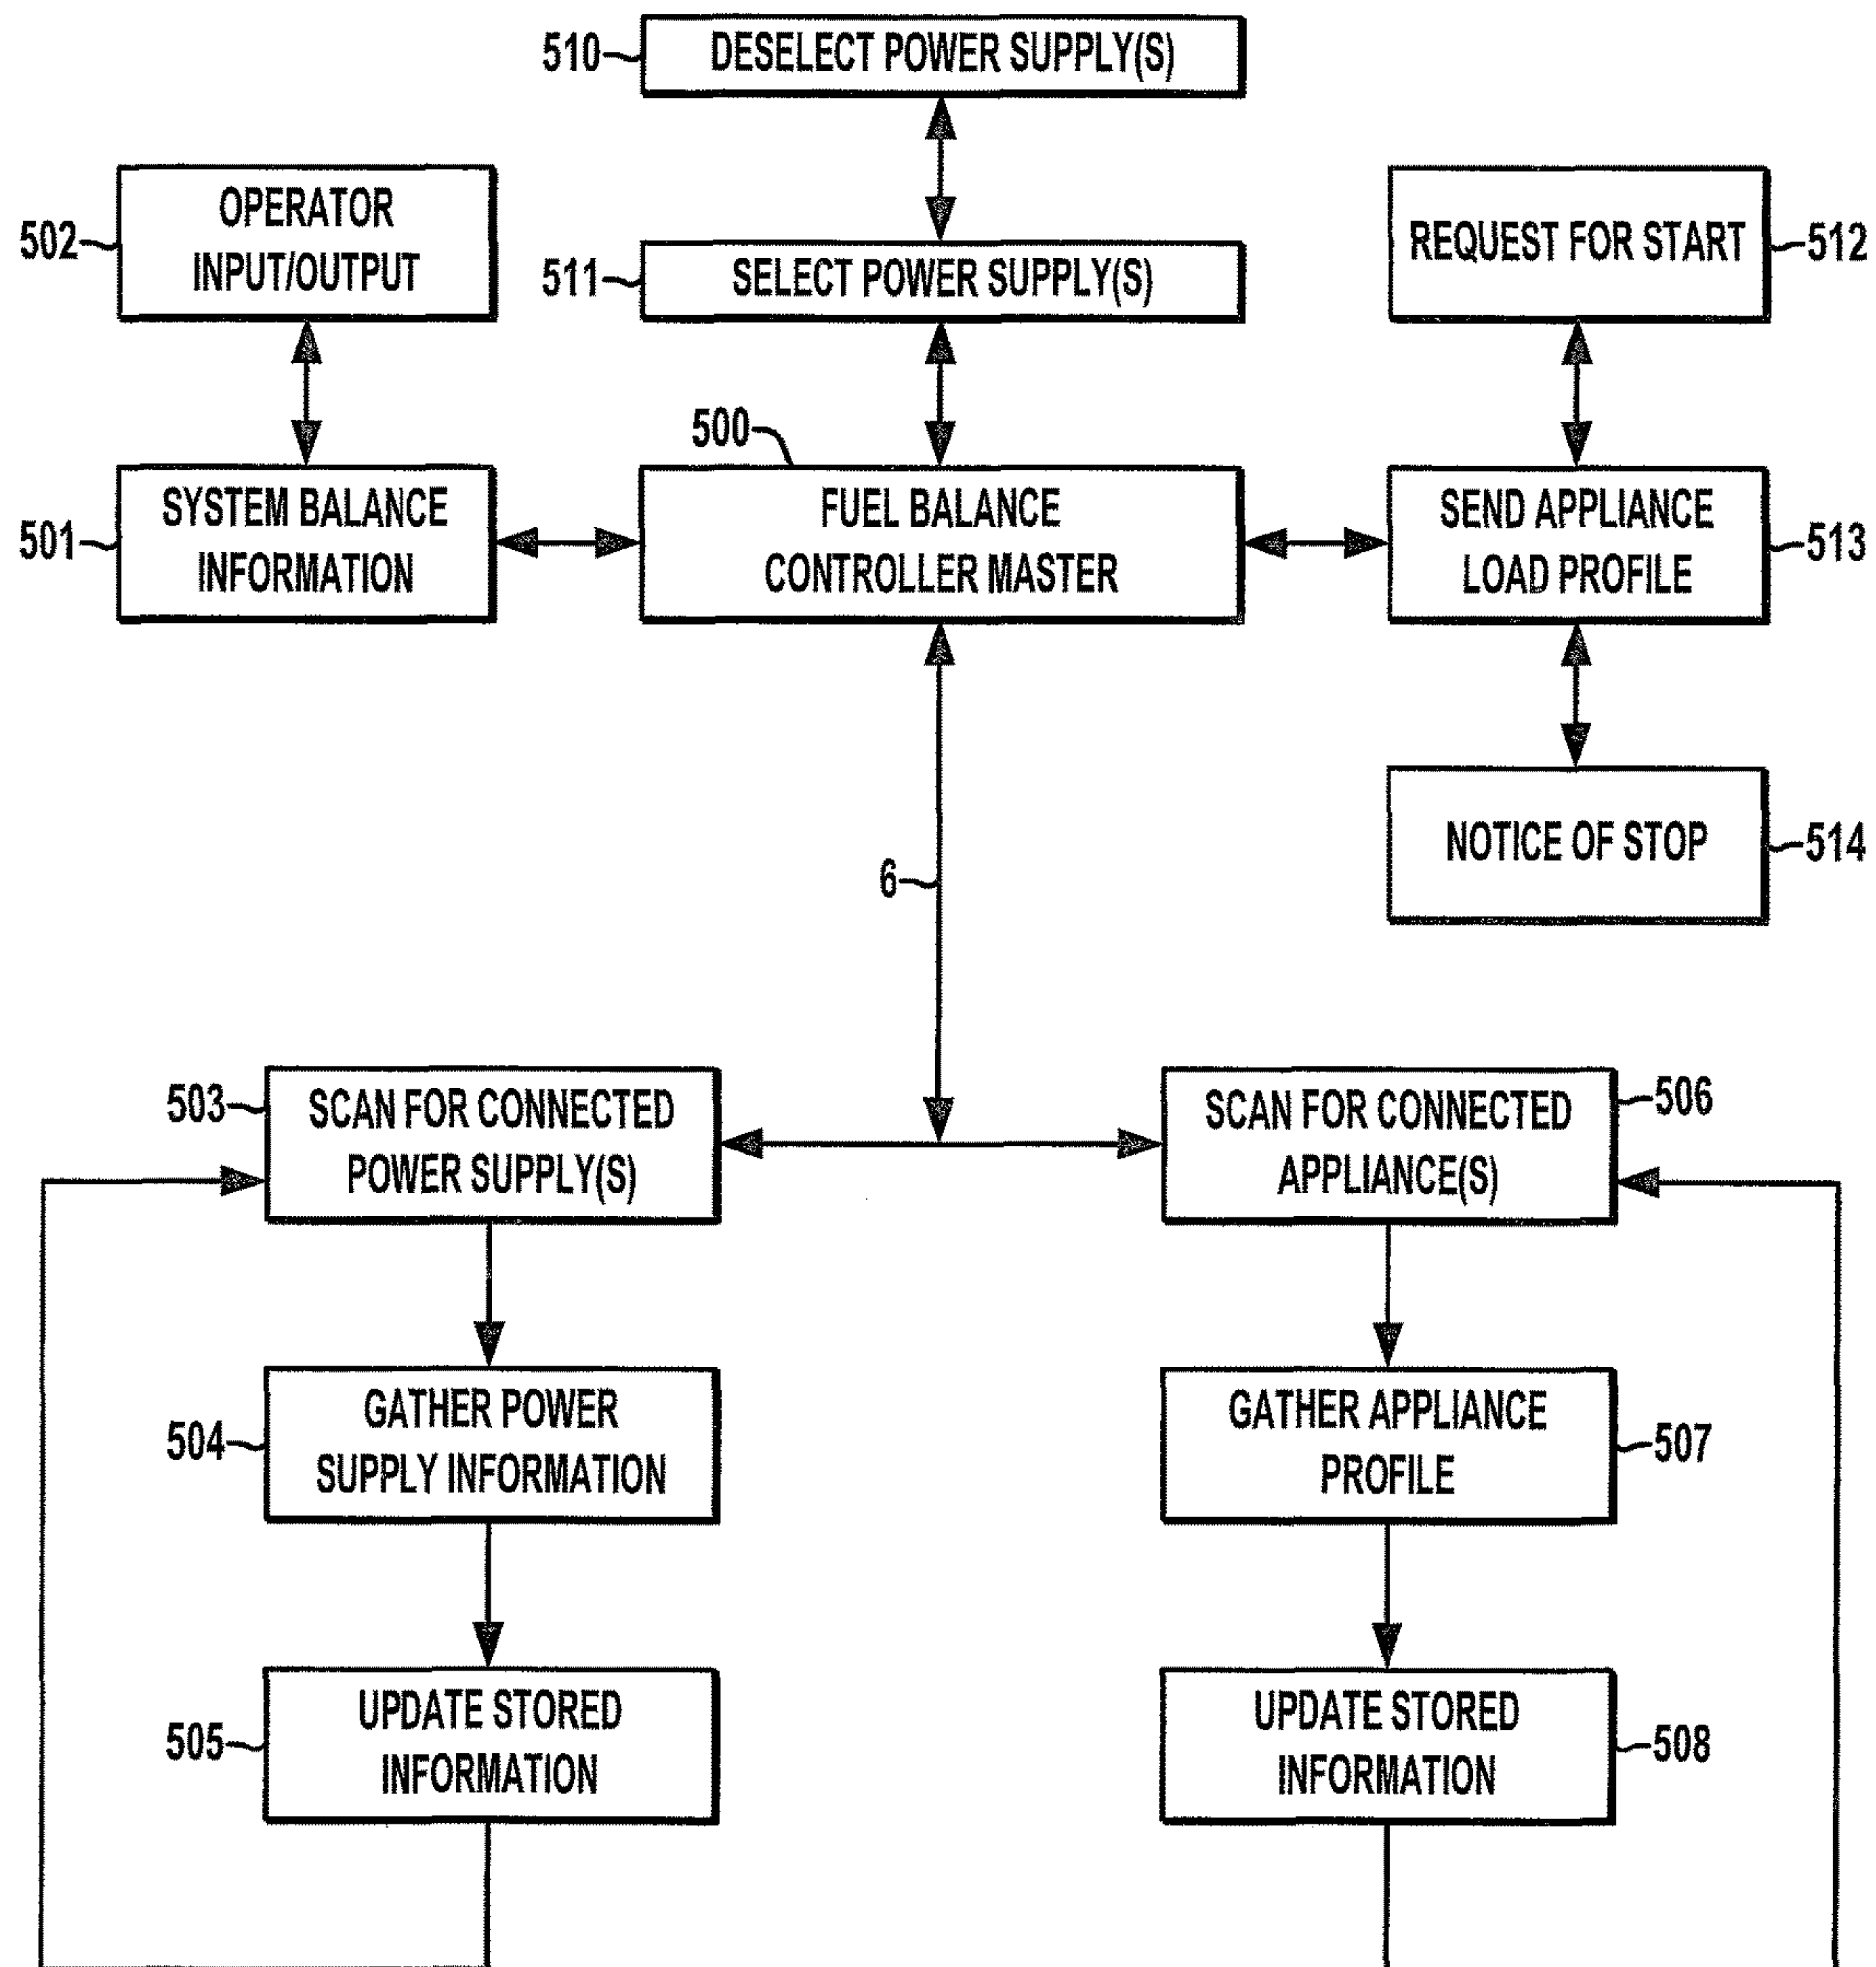 510
DESELECT POWER SUPPLY(S)
502
OPERATOR
INPUT/OUTPUT
511
SELECT POWER SUPPLY(S)
REQUEST FOR START
512
500
501
SYSTEM BALANCE
INFORMATION
FUEL BALANCE
CONTROLLER MASTER
SEND APPLIANCE
LOAD PROFILE
513
6
NOTICE OF STOP
514
503
SCAN FOR CONNECTED
POWER SUPPLY(S)
SCAN FOR CONNECTED
APPLIANCE(S)
506
504
GATHER POWER
SUPPLY INFORMATION
GATHER APPLIANCE
PROFILE
507
505
UPDATE STORED
INFORMATION
UPDATE STORED
INFORMATION
508